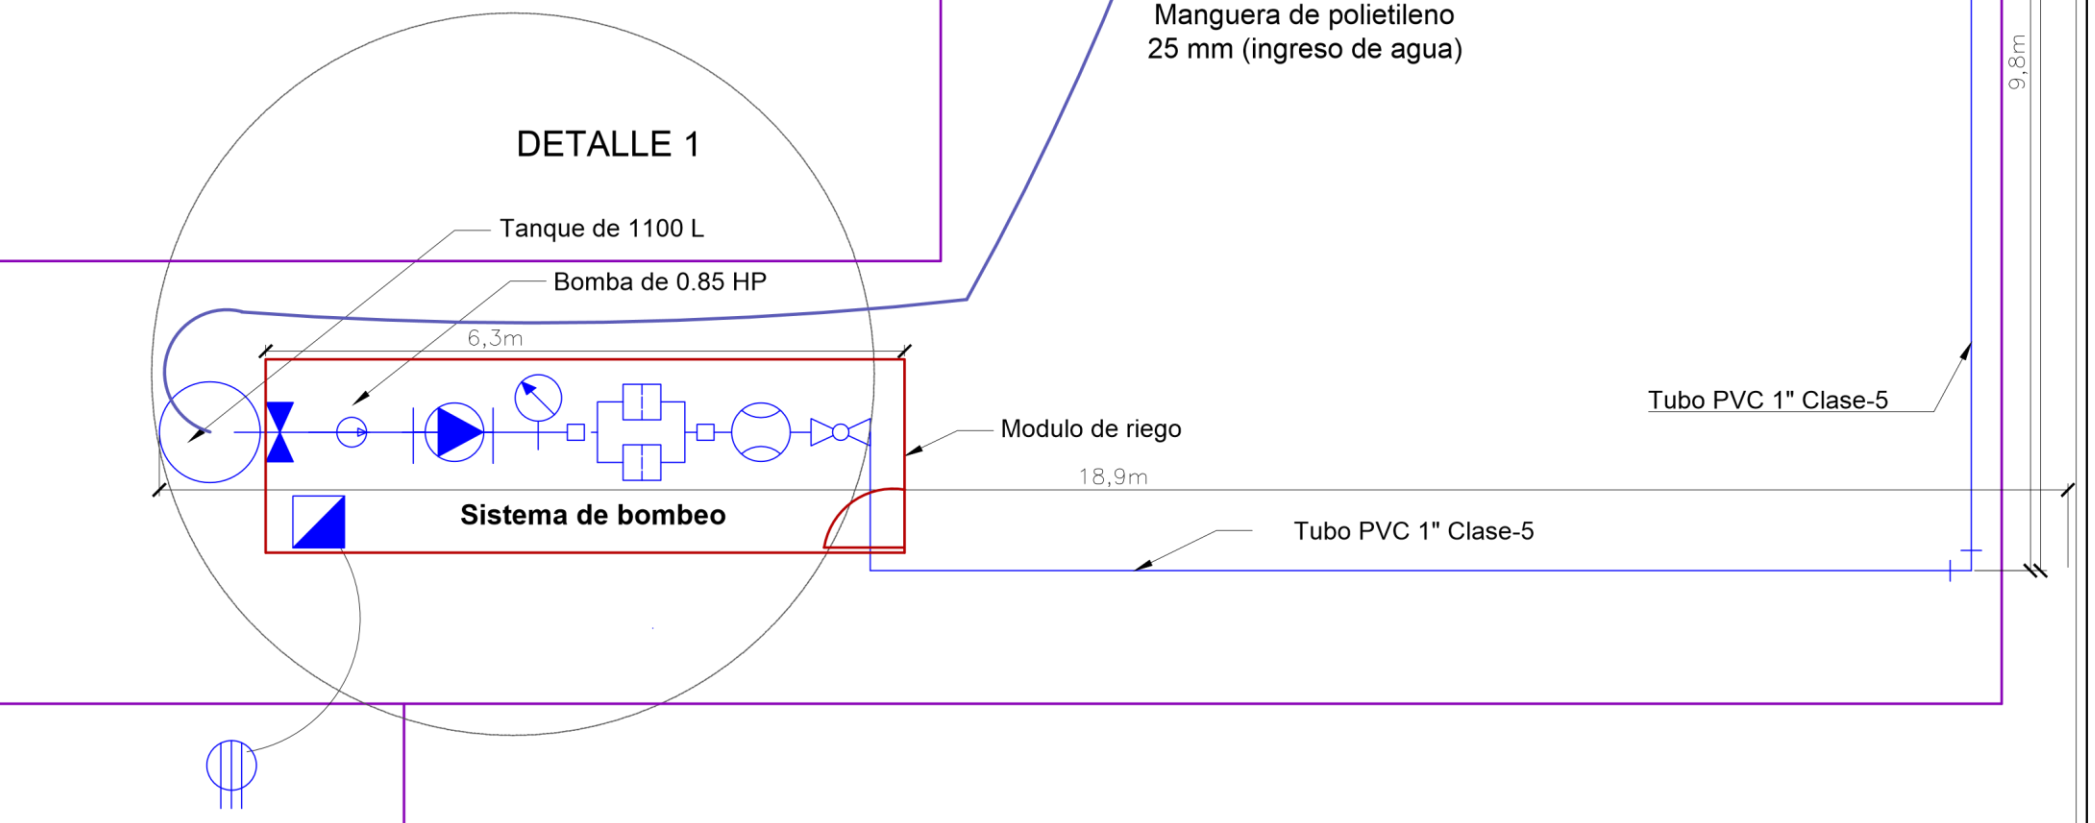 Manguera de polietileno
25 mm (ingreso de agua)
9,8m
DETALLE 1
Tanque de 1100 L
Bomba de 0.85 HP
6,3m
Tubo PVC 1" Clase-5
Modulo de riego
18,9m
Sistema de bombeo
Tubo PVC 1" Clase-5